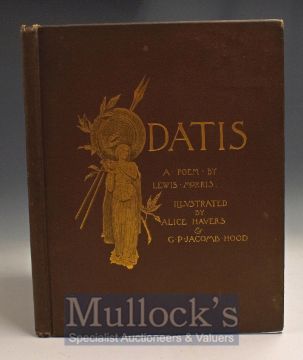 ODATIS
A · POEM · BY
LEWIS · MORRIS ·
ILLUSTRATED
BY
ALICE HAVERS
&
G · P · JACOMB · HOOD
Mullock's
Specialist Auctioneers & Valuers